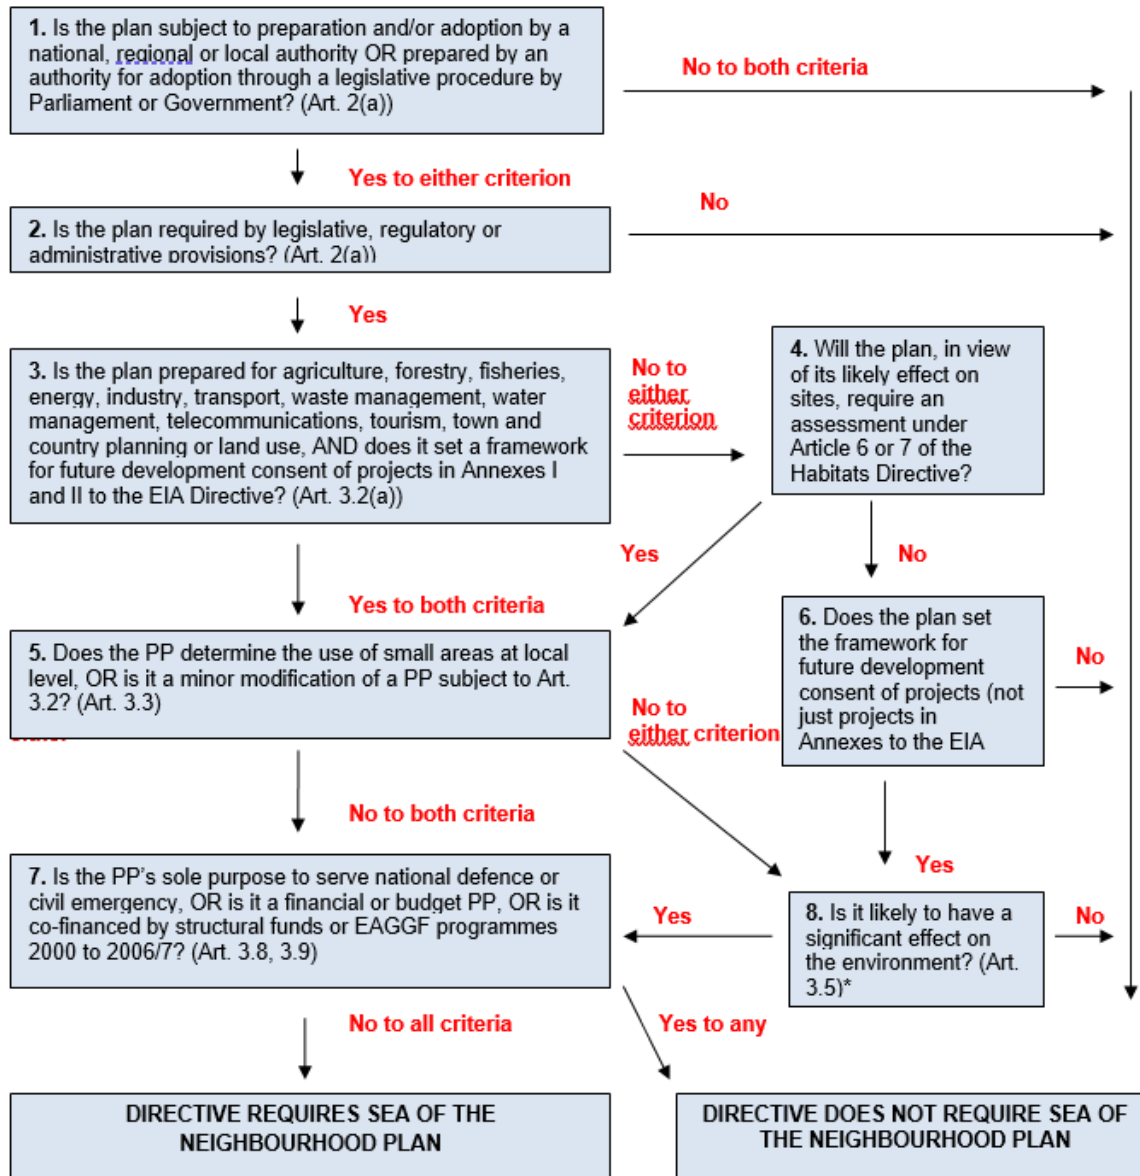 1. Is the plan subject to preparation and/or adoption by a
national, regional or local authority OR prepared by an
authority for adoption through a legislative procedure by
Parliament or Government? (Art. 2(a))
No to both criteria
Yes to either criterion
2. Is the plan required by legislative, regulatory or
administrative provisions? (Art. 2(a))
No
Yes
3. Is the plan prepared for agriculture, forestry, fisheries,
energy, industry, transport, waste management, water
management, telecommunications, tourism, town and
country planning or land use, AND does it set a framework
for future development consent of projects in Annexes I
and II to the EIA Directive? (Art. 3.2(a))
No to
either
criterion
4. Will the plan, in view
of its likely effect on
sites, require an
assessment under
Article 6 or 7 of the
Habitats Directive?
Yes
No
Yes to both criteria
5. Does the PP determine the use of small areas at local
level, OR is it a minor modification of a PP subject to Art.
3.2? (Art. 3.3)
6. Does the plan set
the framework for
future development
consent of projects (not
just projects in
Annexes to the EIA
No
No to
either criterion
No to both criteria
Yes
7. Is the PP’s sole purpose to serve national defence or
civil emergency, OR is it a financial or budget PP, OR is it
co-financed by structural funds or EAGGF programmes
2000 to 2006/7? (Art. 3.8, 3.9)
Yes
8. Is it likely to have a
significant effect on
the environment? (Art.
3.5)*
No
No to all criteria
Yes to any
DIRECTIVE REQUIRES SEA OF THE
NEIGHBOURHOOD PLAN
DIRECTIVE DOES NOT REQUIRE SEA OF
THE NEIGHBOURHOOD PLAN